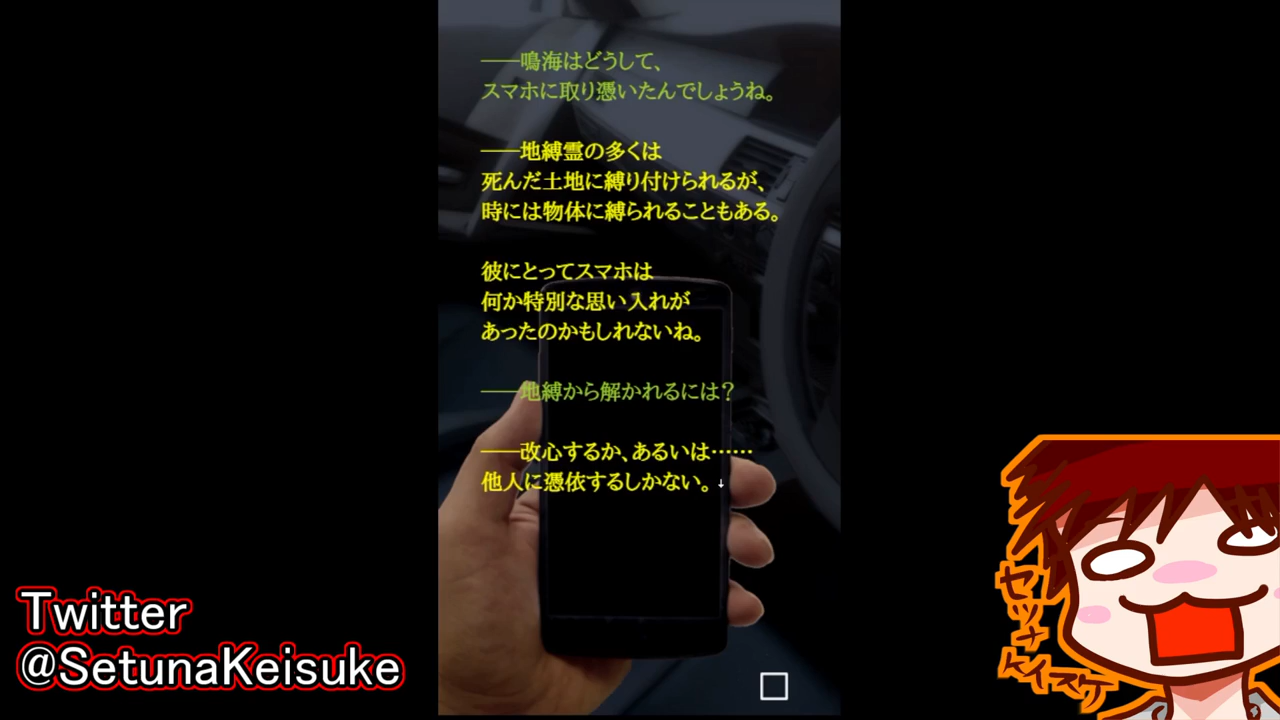 ――鳴海はどうして、
スマホに取り憑いたんでしょうね。
――地縛霊の多くは
死んだ土地に縛り付けられるが、
時には物体に縛られることもある。
彼にとってスマホは
何か特別な思い入れが
あったのかもしれないね。
――地縛から解かれるには？
――改心するか、あるいは……
他人に憑依するしかない。↓
Twitter
@SetunaKeisuke
セツナ
ケイスケ